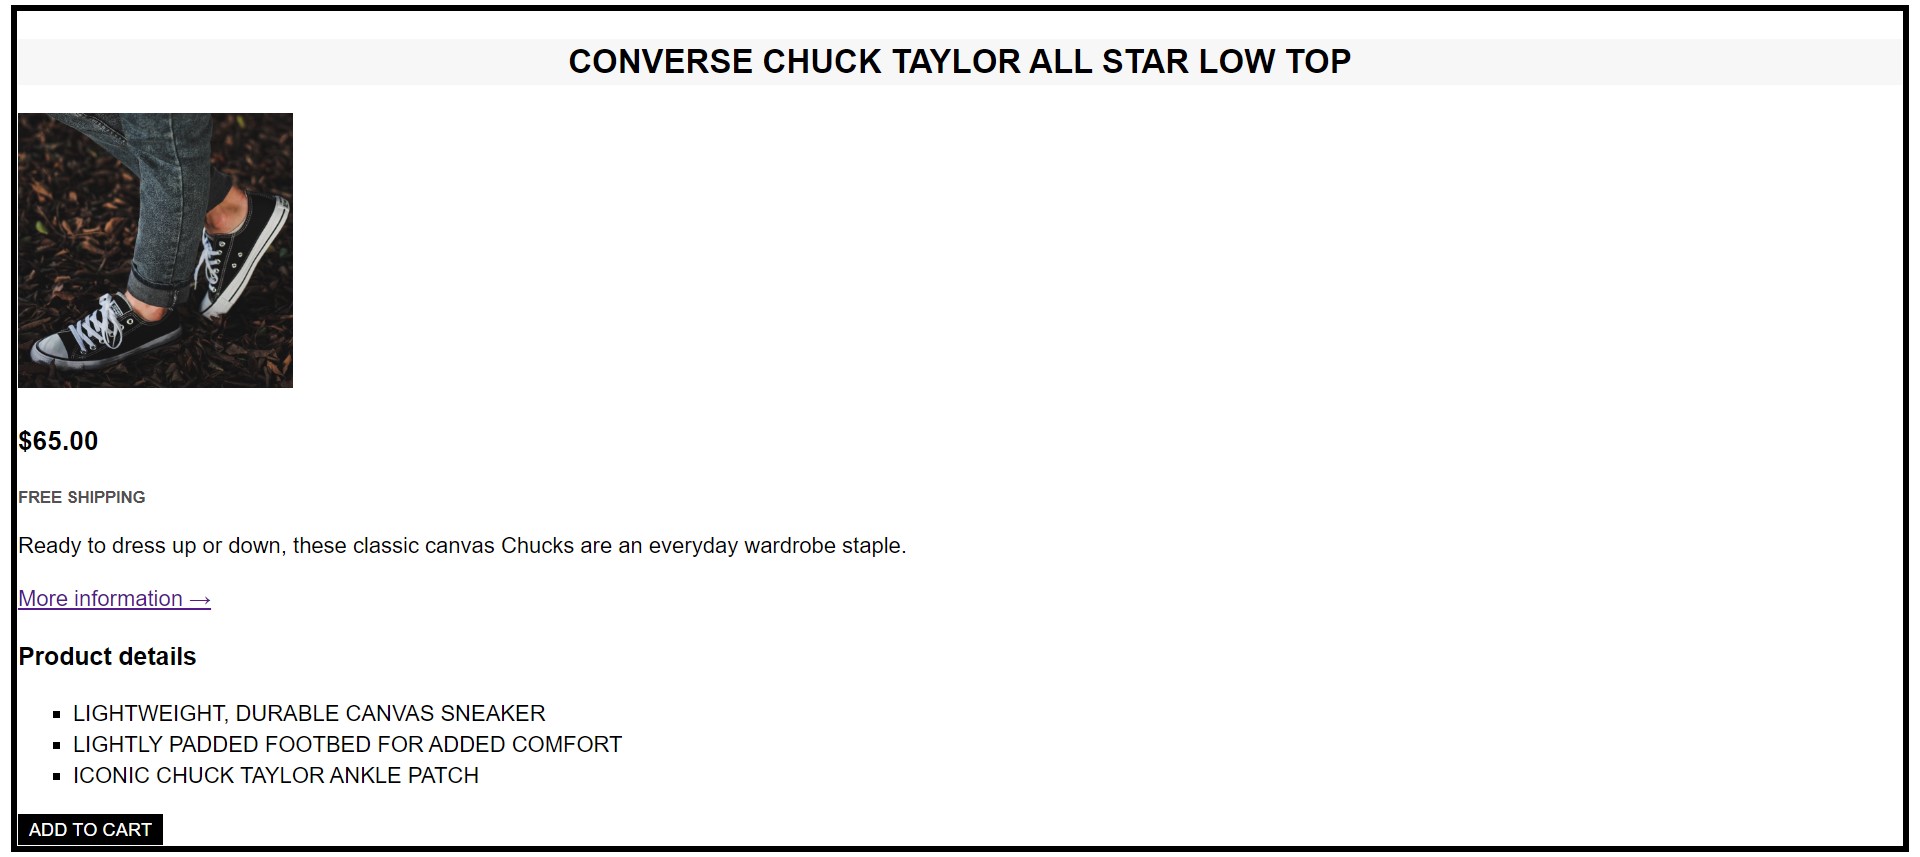 CONVERSE CHUCK TAYLOR ALL STAR LOW TOP
$65.00
FREE SHIPPING
Ready to dress up or down, these classic canvas Chucks are an everyday wardrobe staple.
More information →
Product details
LIGHTWEIGHT, DURABLE CANVAS SNEAKER
LIGHTLY PADDED FOOTBED FOR ADDED COMFORT
ICONIC CHUCK TAYLOR ANKLE PATCH
ADD TO CART